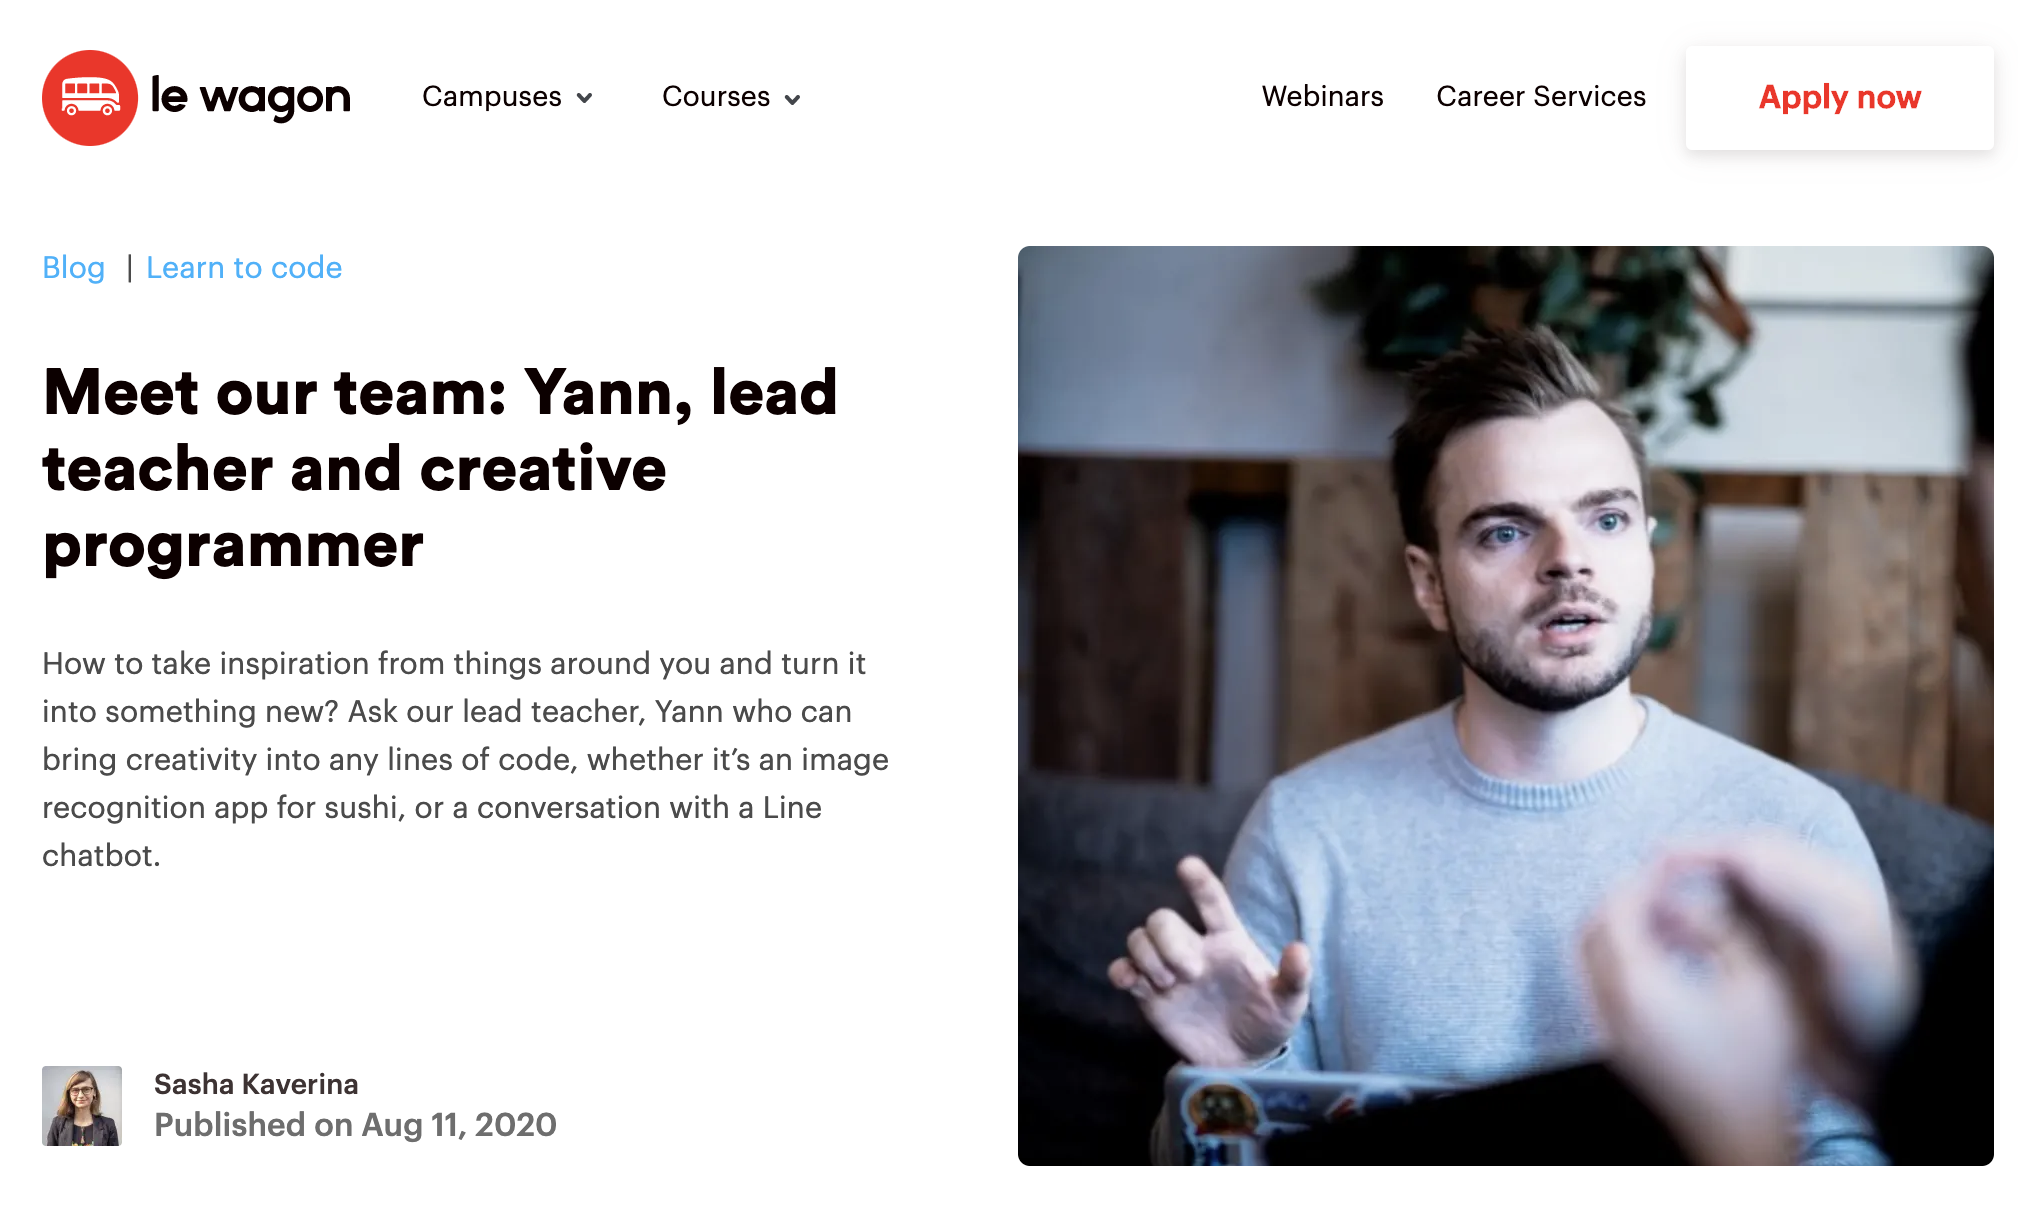 le wagon
Campuses
Courses
Webinars
Career Services
Apply now
Blog | Learn to code
Meet our team: Yann, lead
teacher and creative
programmer
How to take inspiration from things around you and turn it
into something new? Ask our lead teacher, Yann who can
bring creativity into any lines of code, whether it’s an image
recognition app for sushi, or a conversation with a Line
chatbot.
Sasha Kaverina
Published on Aug 11, 2020